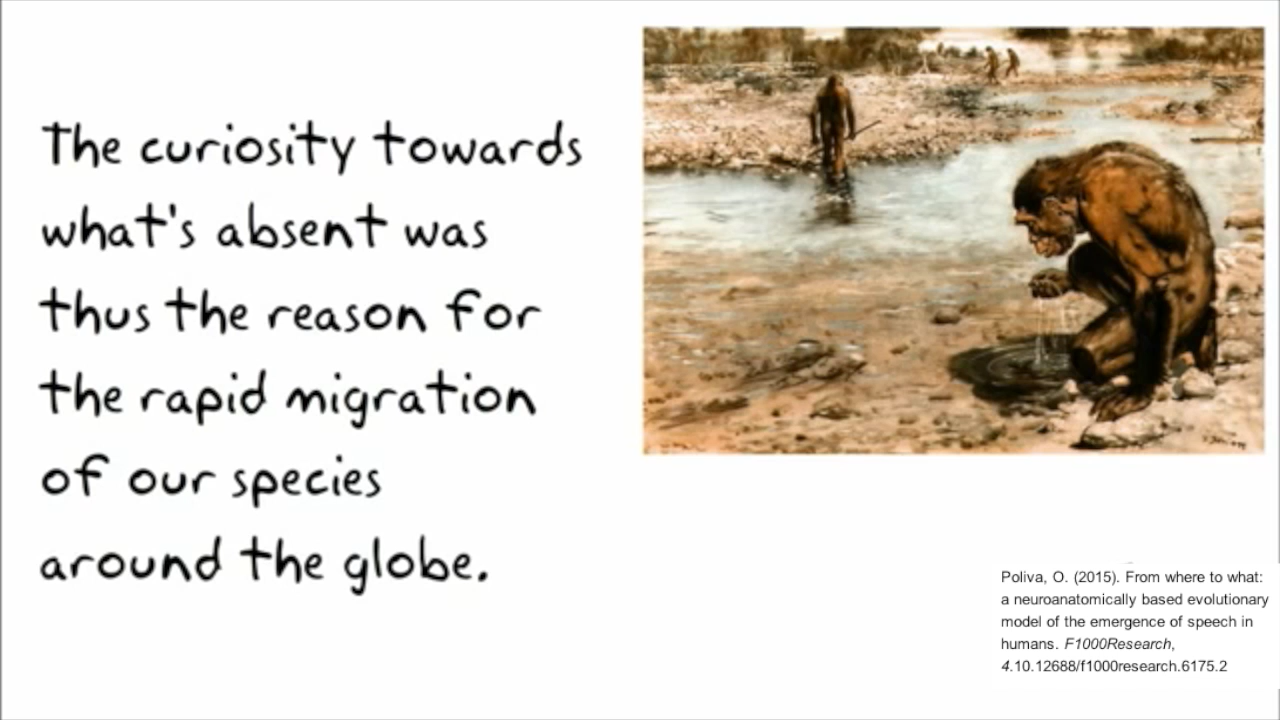 The curiosity towards
what's absent was
thus the reason for
the rapid migration
of our species
around the globe.
Poliva, O. (2015). From where to what:
a neuroanatomically based evolutionary
model of the emergence of speech in
humans. F1000Research,
4.10.12688/f1000research.6175.2